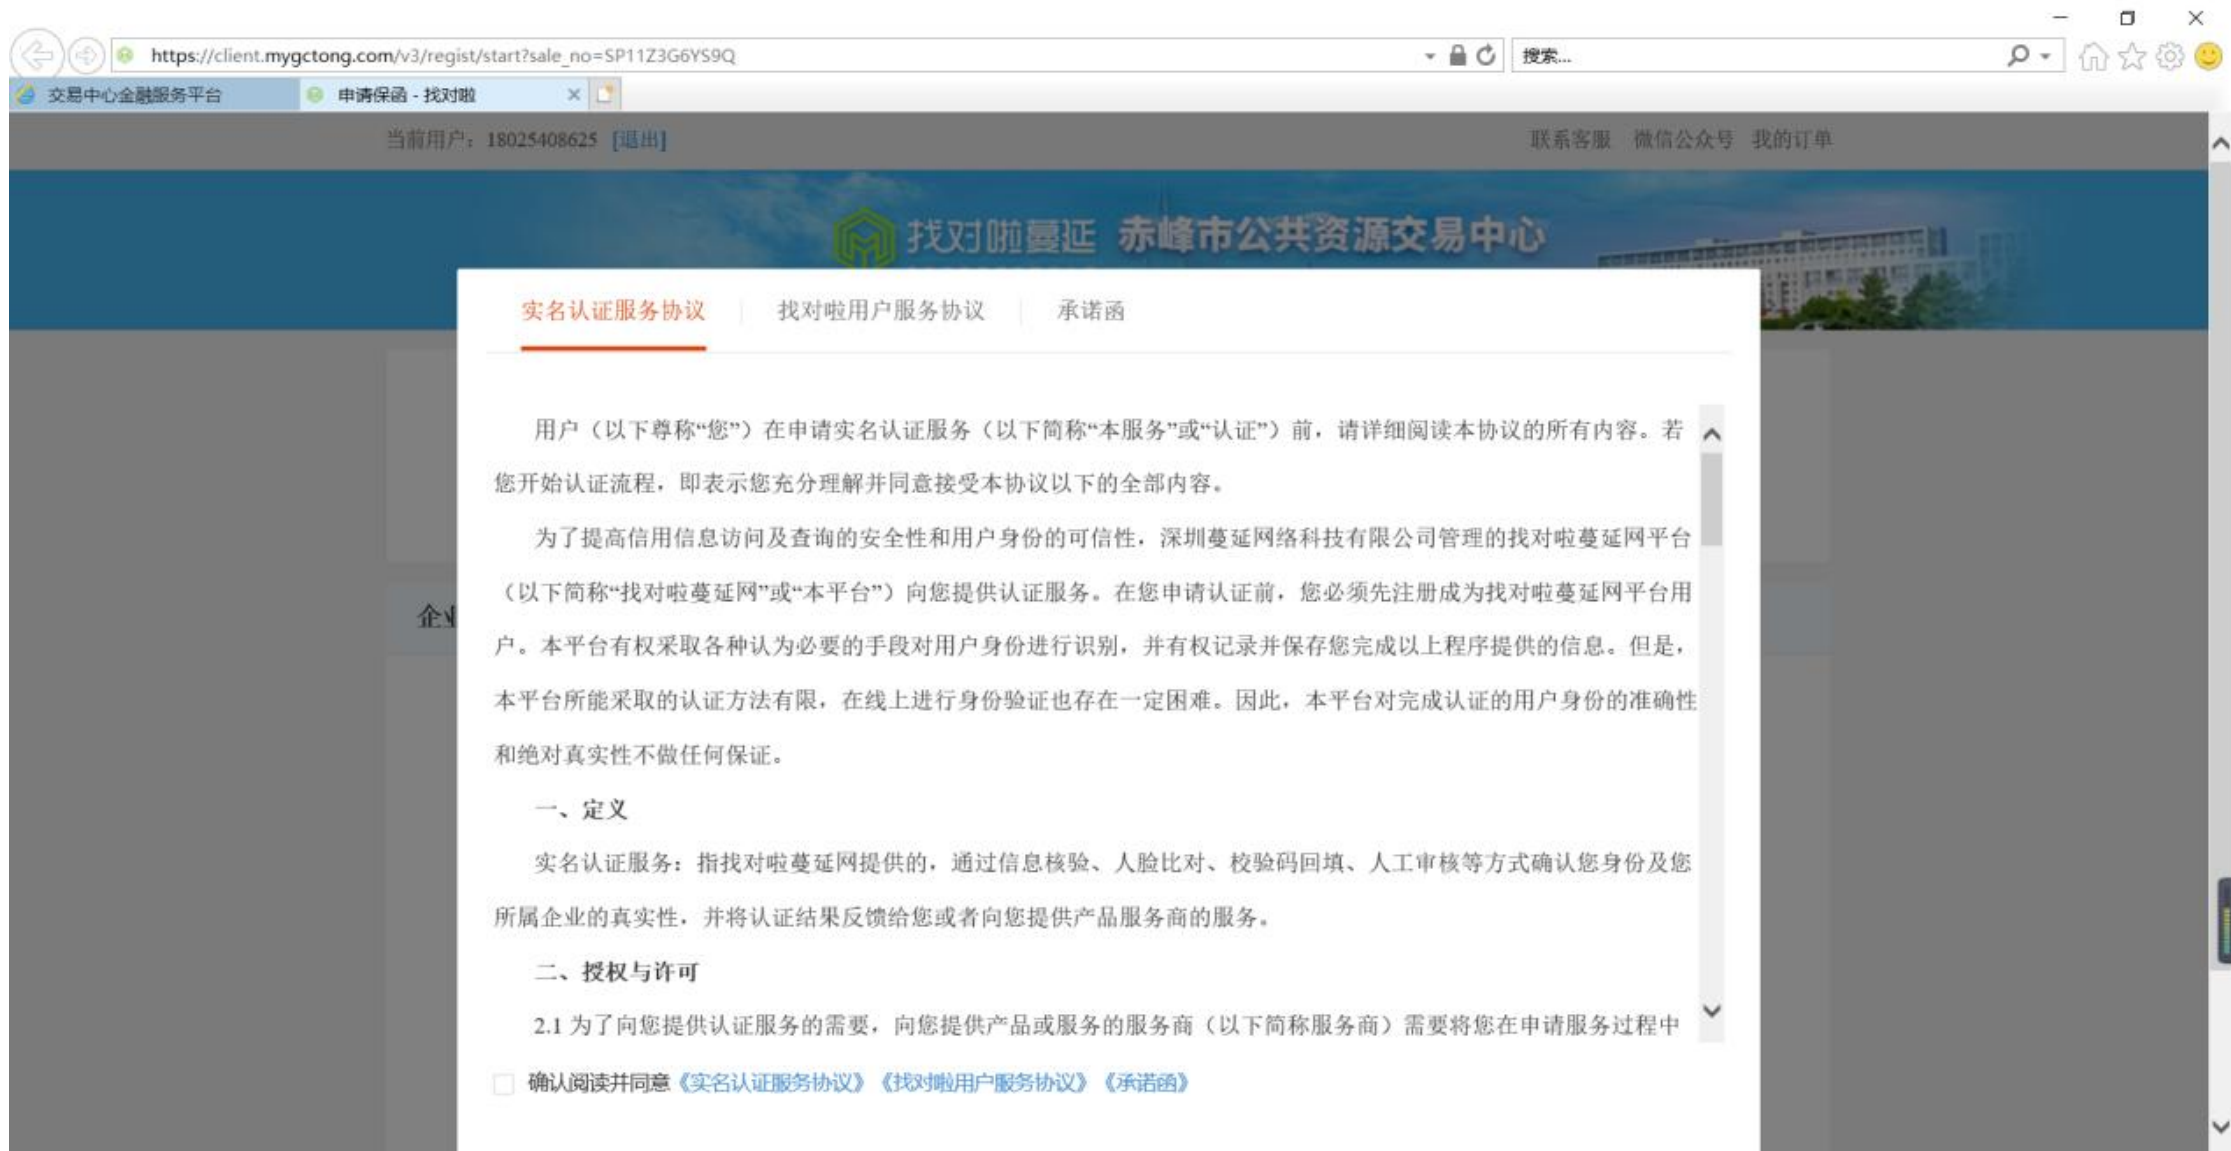 https://client.mygctong.com/v3/regist/start?sale_no=SP11Z3G6YS9Q
搜索...
交易中心金融服务平台
申请保函 - 找对啦
当前用户：18025408625 [退出]
联系客服 微信公众号 我的订单
找对啦蔓延 赤峰市公共资源交易中心
实名认证服务协议
找对啦用户服务协议
承诺函
用户（以下尊称“您”）在申请实名认证服务（以下简称“本服务”或“认证”）前，请详细阅读本协议的所有内容。若
您开始认证流程，即表示您充分理解并同意接受本协议以下的全部内容。
为了提高信用信息访问及查询的安全性和用户身份的可信性，深圳蔓延网络科技有限公司管理的找对啦蔓延网平台
（以下简称“找对啦蔓延网”或“本平台”）向您提供认证服务。在您申请认证前，您必须先注册成为找对啦蔓延网平台用
户。本平台有权采取各种认为必要的手段对用户身份进行识别，并有权记录并保存您完成以上程序提供的信息。但是，
本平台所能采取的认证方法有限，在线上进行身份验证也存在一定困难。因此，本平台对完成认证的用户身份的准确性
和绝对真实性不做任何保证。
一、定义
实名认证服务：指找对啦蔓延网提供的，通过信息核验、人脸比对、校验码回填、人工审核等方式确认您身份及您
所属企业的真实性，并将认证结果反馈给您或者向您提供产品服务商的服务。
二、授权与许可
2.1 为了向您提供认证服务的需要，向您提供产品或服务的服务商（以下简称服务商）需要将您在申请服务过程中
确认阅读并同意《实名认证服务协议》《找对啦用户服务协议》《承诺函》